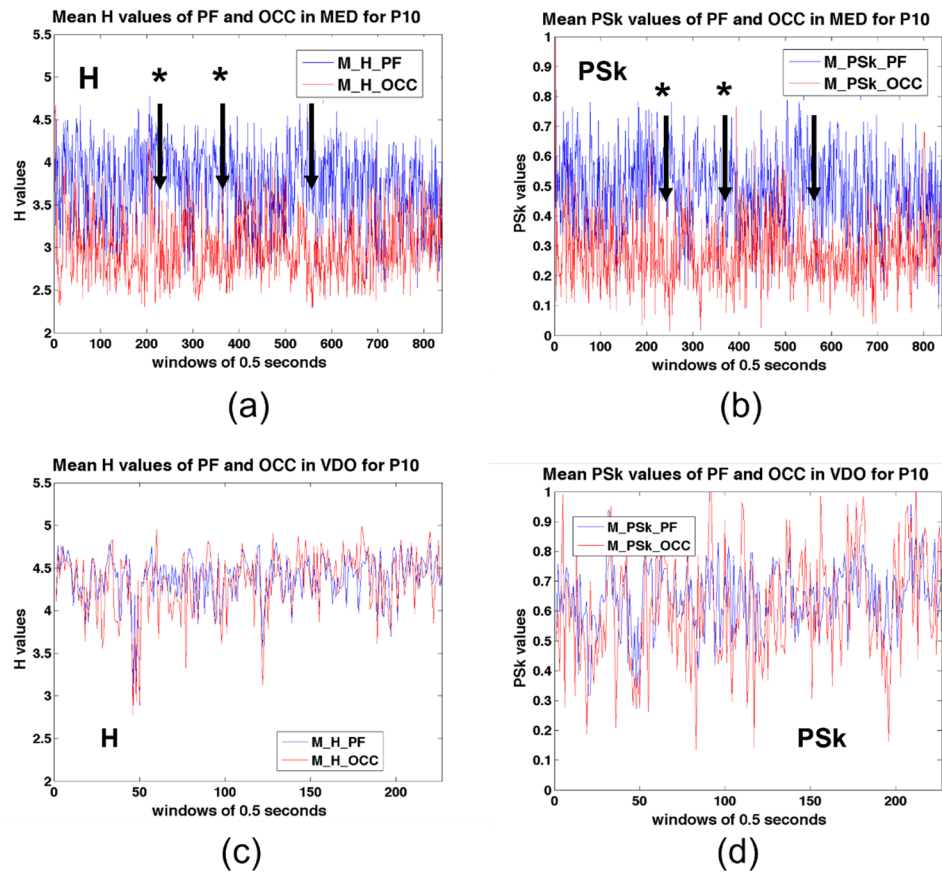 Mean H values of PF and OCC in MED for P10
5.5
5
4.5
4
3.5
3
2.5
2
H values
H
*
*
M_H_PF
M_H_OCC
0 100 200 300 400 500 600 700 800
windows of 0.5 seconds
(a)
Mean PSk values of PF and OCC in MED for P10
1
0.9
0.8
0.7
0.6
0.5
0.4
0.3
0.2
0.1
0
PSk values
PSk
*
*
M_PSk_PF
M_PSk_OCC
0 100 200 300 400 500 600 700 800
windows of 0.5 seconds
(b)
Mean H values of PF and OCC in VDO for P10
5.5
5
4.5
4
3.5
3
2.5
2
H values
H
M_H_PF
M_H_OCC
50 100 150 200
windows of 0.5 seconds
(c)
Mean PSk values of PF and OCC in VDO for P10
1
0.9
0.8
0.7
0.6
0.5
0.4
0.3
0.2
0.1
0
PSk values
M_PSk_PF
M_PSk_OCC
PSk
0 50 100 150 200
windows of 0.5 seconds
(d)